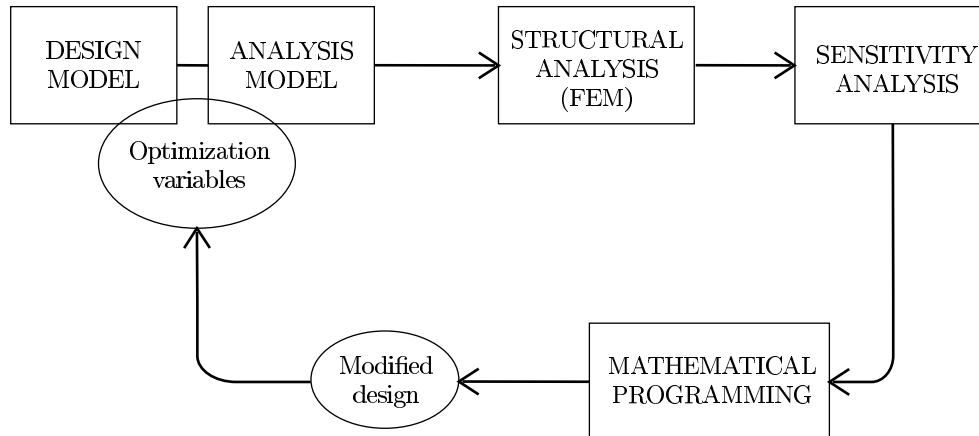 DESIGN
MODEL
ANALYSIS
MODEL
STRUCTURAL
ANALYSIS
(FEM)
SENSITIVITY
ANALYSIS
Optimization
variables
Modified
design
MATHEMATICAL
PROGRAMMING